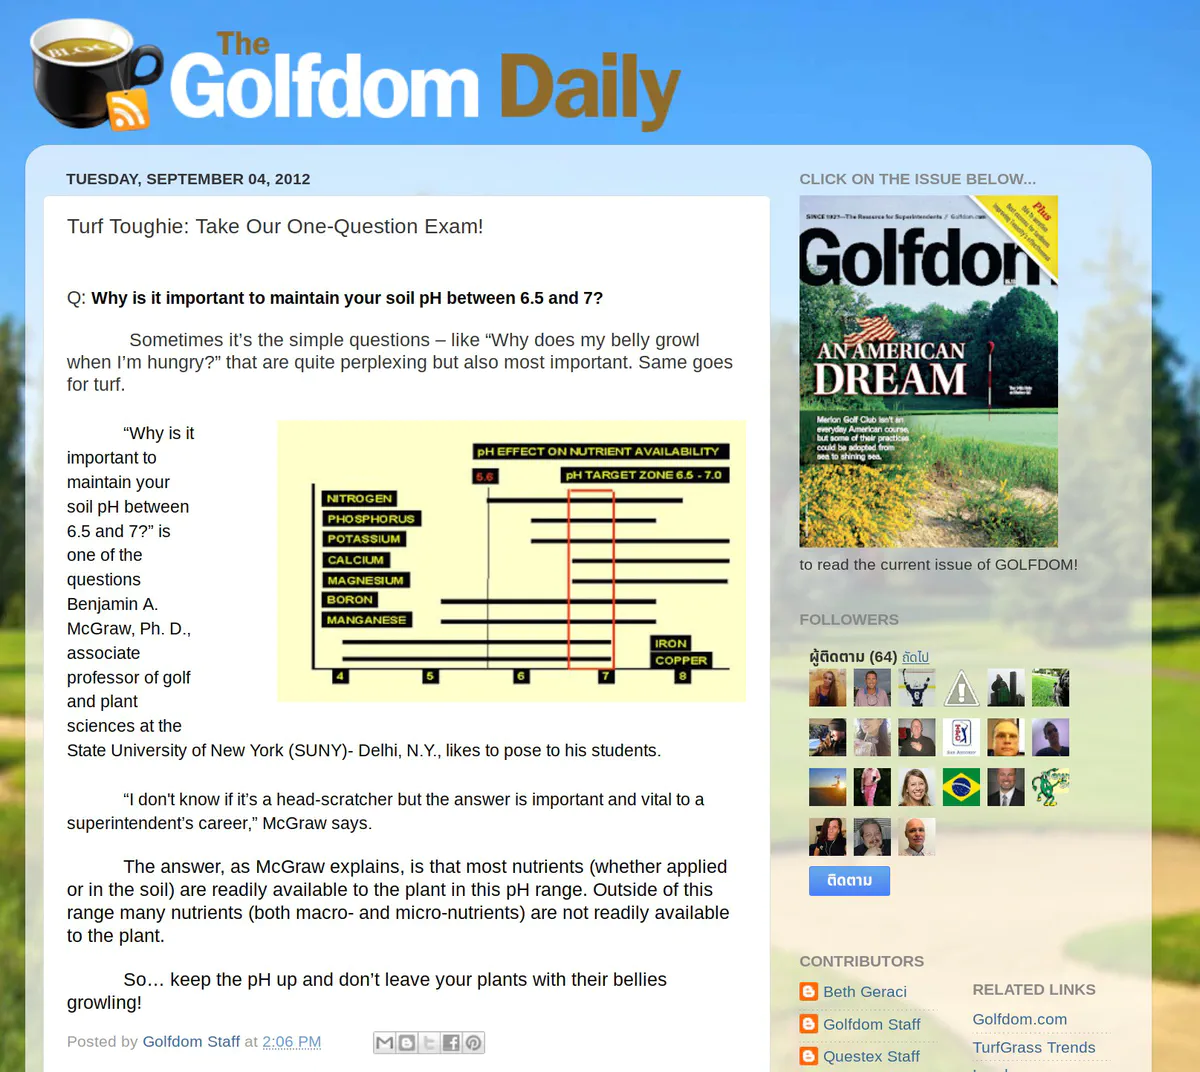 BLOG
The
Golfdom Daily
TUESDAY, SEPTEMBER 04, 2012
Turf Toughie: Take Our One-Question Exam!
Q: Why is it important to maintain your soil pH between 6.5 and 7?
Sometimes it’s the simple questions – like “Why does my belly growl
when I’m hungry?” that are quite perplexing but also most important. Same goes
for turf.
“Why is it
important to
maintain your
soil pH between
6.5 and 7?” is
one of the
questions
Benjamin A.
McGraw, Ph. D.,
associate
professor of golf
and plant
sciences at the
State University of New York (SUNY)- Delhi, N.Y., likes to pose to his students.
pH EFFECT ON NUTRIENT AVAILABILITY
5.6
pH TARGET ZONE 6.5 - 7.0
NITROGEN
PHOSPHORUS
POTASSIUM
CALCIUM
MAGNESIUM
BORON
MANGANESE
IRON
COPPER
4 5 6 7 8
“I don't know if it’s a head-scratcher but the answer is important and vital to a
superintendent’s career,” McGraw says.
The answer, as McGraw explains, is that most nutrients (whether applied
or in the soil) are readily available to the plant in this pH range. Outside of this
range many nutrients (both macro- and micro-nutrients) are not readily available
to the plant.
So… keep the pH up and don’t leave your plants with their bellies
growling!
Posted by Golfdom Staff at 2:06 PM
CLICK ON THE ISSUE BELOW...
SINCE 1927—The Resource for Superintendents / Golfdom.com
Plus
Golfdom
AN AMERICAN
DREAM
Merion Golf Club isn't an
everyday American course,
but some of their practices
could be adopted from
sea to shining sea.
to read the current issue of GOLFDOM!
FOLLOWERS
ผู้ติดตาม (64) ถัดไป
ติดตาม
CONTRIBUTORS
Beth Geraci
Golfdom Staff
Questex Staff
RELATED LINKS
Golfdom.com
TurfGrass Trends